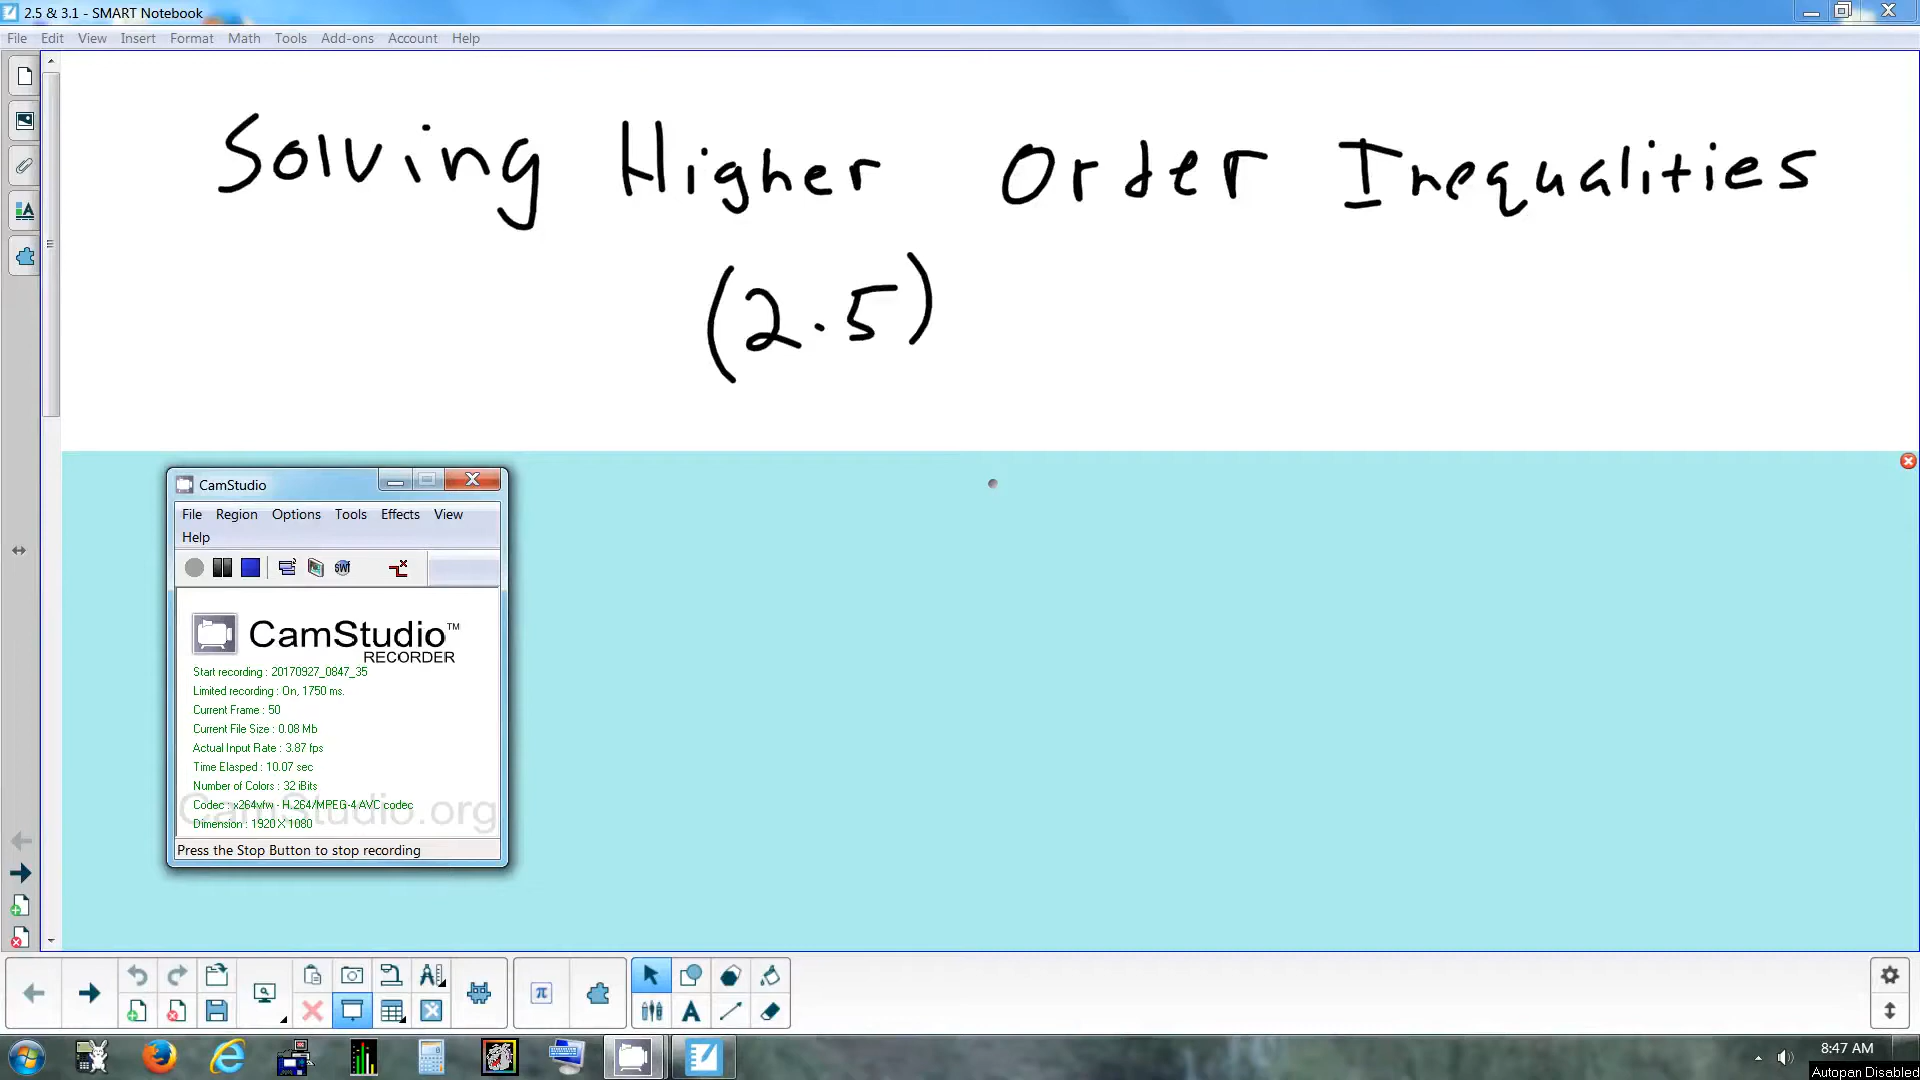 2.5 & 3.1 - SMART Notebook
File Edit View Insert Format Math Tools Add-ons Account Help
Solving Higher Order Inequalities
(2.5)
CamStudio
File Region Options Tools Effects View
Help
swf
CamStudio™
RECORDER
Start recording : 20170927_0847_35
Limited recording : On, 1750 ms.
Current Frame : 50
Current File Size : 0.08 Mb
Actual Input Rate : 3.87 fps
Time Elasped : 10.07 sec
Number of Colors : 32 iBits
Codec : x264vfw - H.264/MPEG-4 AVC codec
CamStudio.org
Dimension : 1920 X 1080
Press the Stop Button to stop recording
π
A
8:47 AM
Autopan Disabled